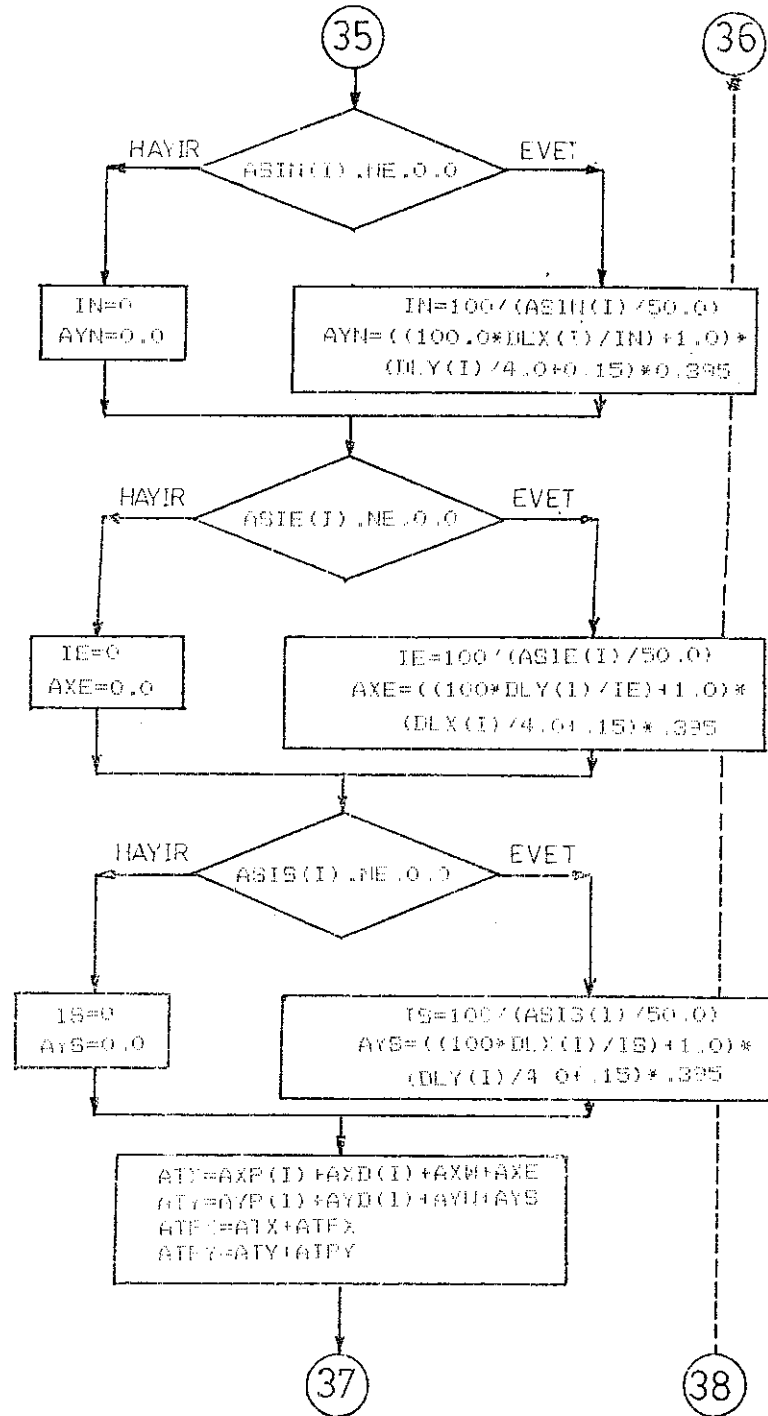 35
36
HAYIR
EVET
ASIN(I).NE.0.0
IN=0
AYN=0.0
IN=100/(ASIN(I)/50.0)
AYN=((100.0*DLX(I)/IN)+1.0)*
(DLY(I)/4.0+0.15)*0.395
HAYIR
EVET
ASIE(I).NE.0.0
IE=0
AXE=0.0
IE=100/(ASIE(I)/50.0)
AXE=((100*DLY(I)/IE)+1.0)*
(DLX(I)/4.0+.15)*.395
HAYIR
EVET
ASIS(I).NE.0.0
IS=0
AYS=0.0
IS=100/(ASIS(I)/50.0)
AYS=((100*DLX(I)/IS)+1.0)*
(DLY(I)/4.0+.15)*.395
ATX=AXP(I)+AXD(I)+AXW+AXE
ATY=AYP(I)+AYD(I)+AYN+AYS
ATPX=ATX+ATPX
ATPY=ATY+ATPY
37
38